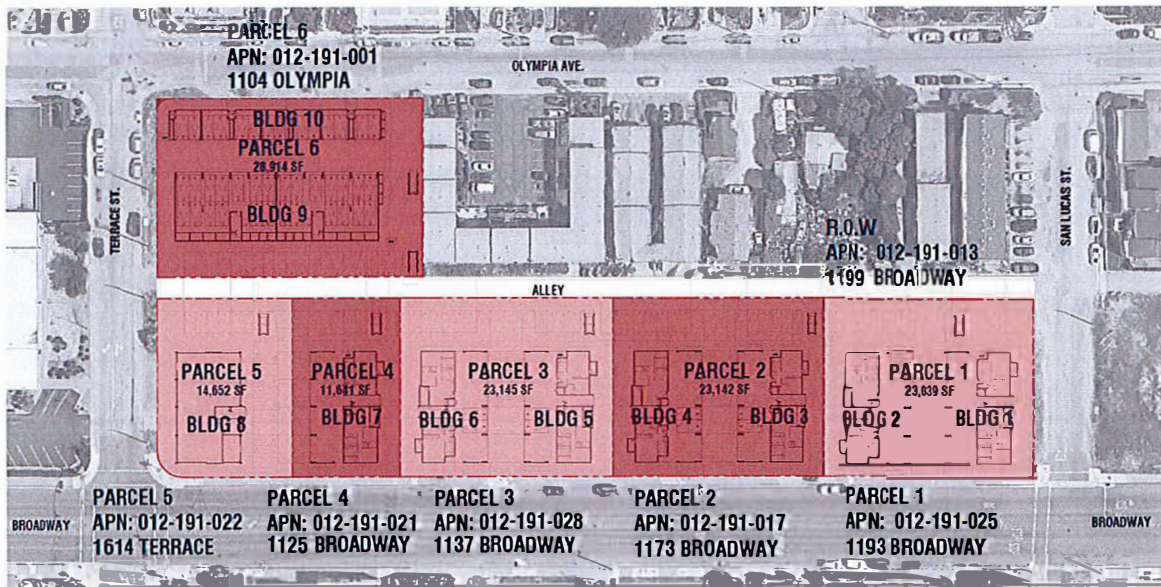 PARCEL 6
APN: 012-191-001
1104 OLYMPIA
OLYMPIA AVE.
BLDG 10
PARCEL 6
28,914 SF
BLDG 9
TERRACE ST.
SAN LUCAS ST.
R.O.W
APN: 012-191-013
1199 BROADWAY
ALLEY
PARCEL 5
14,652 SF
BLDG 8
PARCEL 4
11,641 SF
BLDG 7
PARCEL 3
23,145 SF
BLDG 6
BLDG 5
PARCEL 2
23,142 SF
BLDG 4
BLDG 3
PARCEL 1
23,039 SF
BLDG 2
BLDG 1
BROADWAY
PARCEL 5
APN: 012-191-022
1614 TERRACE
PARCEL 4
APN: 012-191-021
1125 BROADWAY
PARCEL 3
APN: 012-191-028
1137 BROADWAY
PARCEL 2
APN: 012-191-017
1173 BROADWAY
PARCEL 1
APN: 012-191-025
1193 BROADWAY
BROADWAY